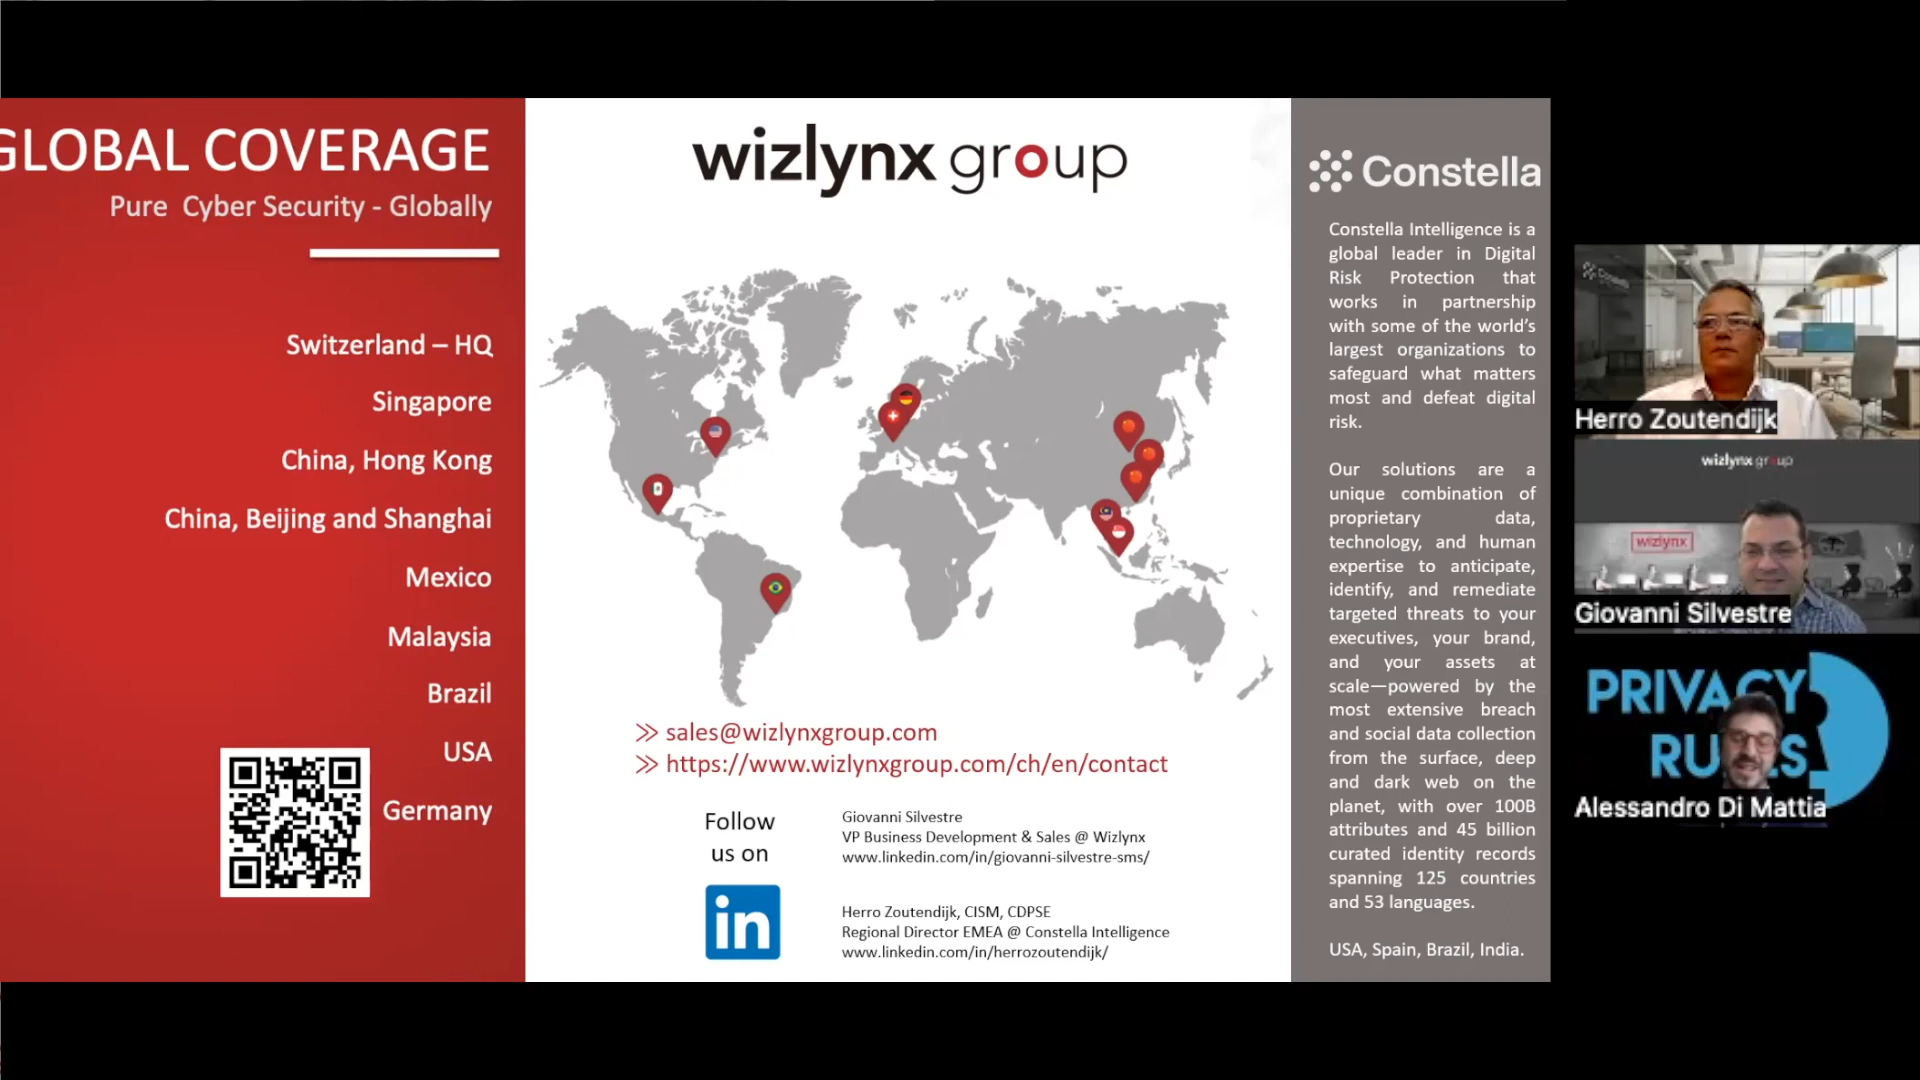 GLOBAL COVERAGE
Pure Cyber Security - Globally
Switzerland – HQ
Singapore
China, Hong Kong
China, Beijing and Shanghai
Mexico
Malaysia
Brazil
USA
Germany
wizlynx group
>> sales@wizlynxgroup.com
>> https://www.wizlynxgroup.com/ch/en/contact
Follow
us on
in
Giovanni Silvestre
VP Business Development & Sales @ Wizlynx
www.linkedin.com/in/giovanni-silvestre-sms/
Herro Zoutendijk, CISM, CDPSE
Regional Director EMEA @ Constella Intelligence
www.linkedin.com/in/herrozoutendijk/
Constella
Constella Intelligence is a
global leader in Digital
Risk Protection that
works in partnership
with some of the world's
largest organizations to
safeguard what matters
most and defeat digital
risk.
Our solutions are a
unique combination of
proprietary data,
technology, and human
expertise to anticipate,
identify, and remediate
targeted threats to your
executives, your brand,
and your assets at
scale—powered by the
most extensive breach
and social data collection
from the surface, deep
and dark web on the
planet, with over 100B
attributes and 45 billion
curated identity records
spanning 125 countries
and 53 languages.
USA, Spain, Brazil, India.
Herro Zoutendijk
wizlynx group
wizlynx
Giovanni Silvestre
PRIVACY
RULES
Alessandro Di Mattia